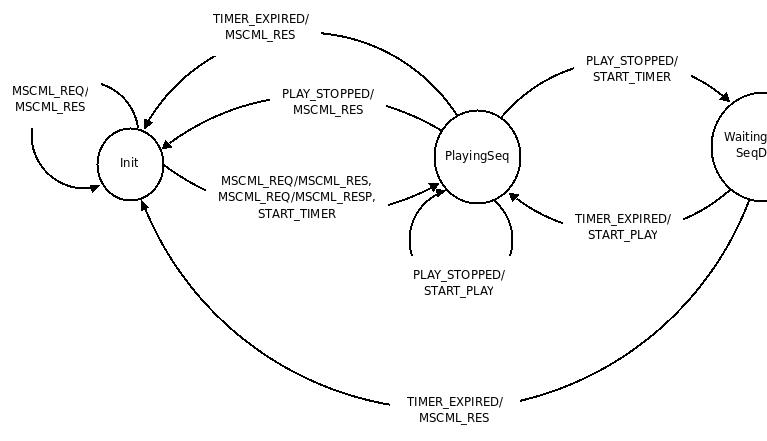 TIMER_EXPIRED/
MSCML_RES
MSCML_REQ/
MSCML_RES
PLAY_STOPPED/
MSCML_RES
PLAY_STOPPED/
START_TIMER
Init
PlayingSeq
Waiting
SeqD
MSCML_REQ/MSCML_RES,
MSCML_REQ/MSCML_RESP,
START_TIMER
TIMER_EXPIRED/
START_PLAY
PLAY_STOPPED/
START_PLAY
TIMER_EXPIRED/
MSCML_RES